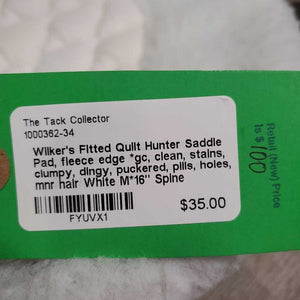 The Tack Collector
1000362-34
Wilker's Fitted Quilt Hunter Saddle
Pad, fleece edge *gc, clean, stains,
clumpy, dingy, puckered, pills, holes,
mnr hair White M*16" Spine
FYUVX1
$35.00
Retail (New) Price
is $100